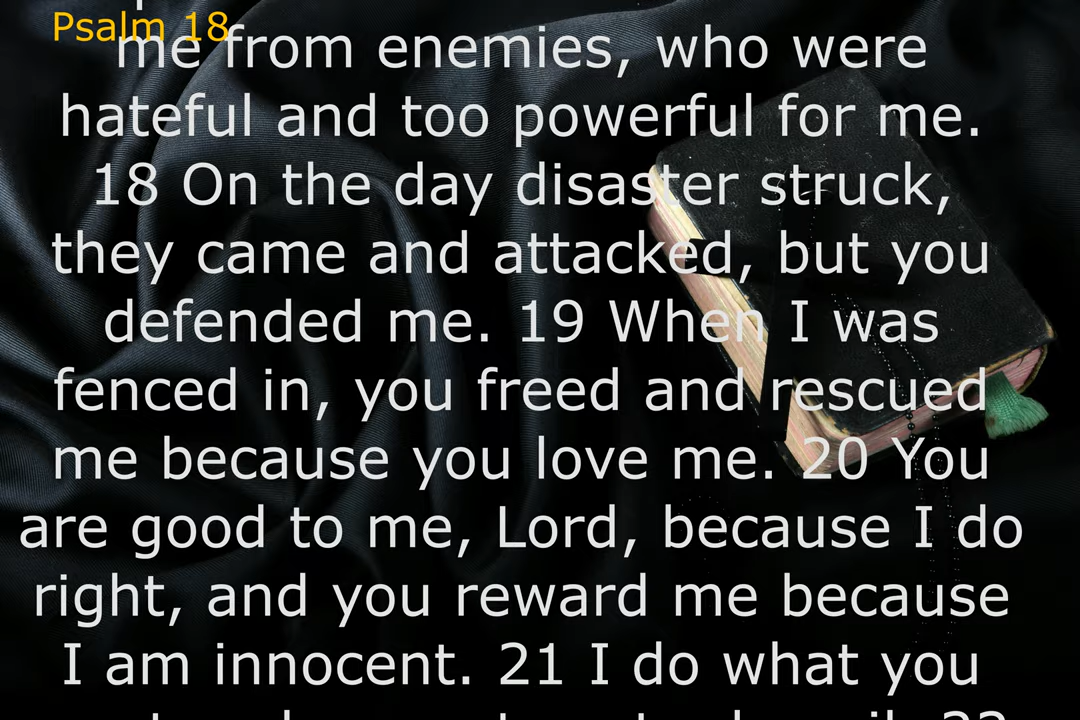 Psalm 18
me from enemies, who were
hateful and too powerful for me.
18 On the day disaster struck,
they came and attacked, but you
defended me. 19 When I was
fenced in, you freed and rescued
me because you love me. 20 You
are good to me, Lord, because I do
right, and you reward me because
I am innocent. 21 I do what you